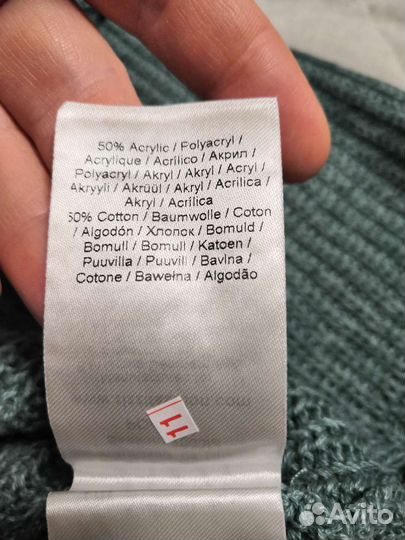 50% Acrylic / Polyacryl /
Acrylique / Acrílico / Акрил /
Polyacryl / Akryl / Akryl / Acryl /
Akryyli / Akrüül / Akryl / Acrilica /
Akryl / Acrílica
50% Cotton / Baumwolle / Coton
/ Algodón / Хлопок / Bomuld /
Bomull / Bomull / Katoen /
Puuvilla / Puuvill / Bavlna /
Cotone / Bawełna / Algodão
11
Avito